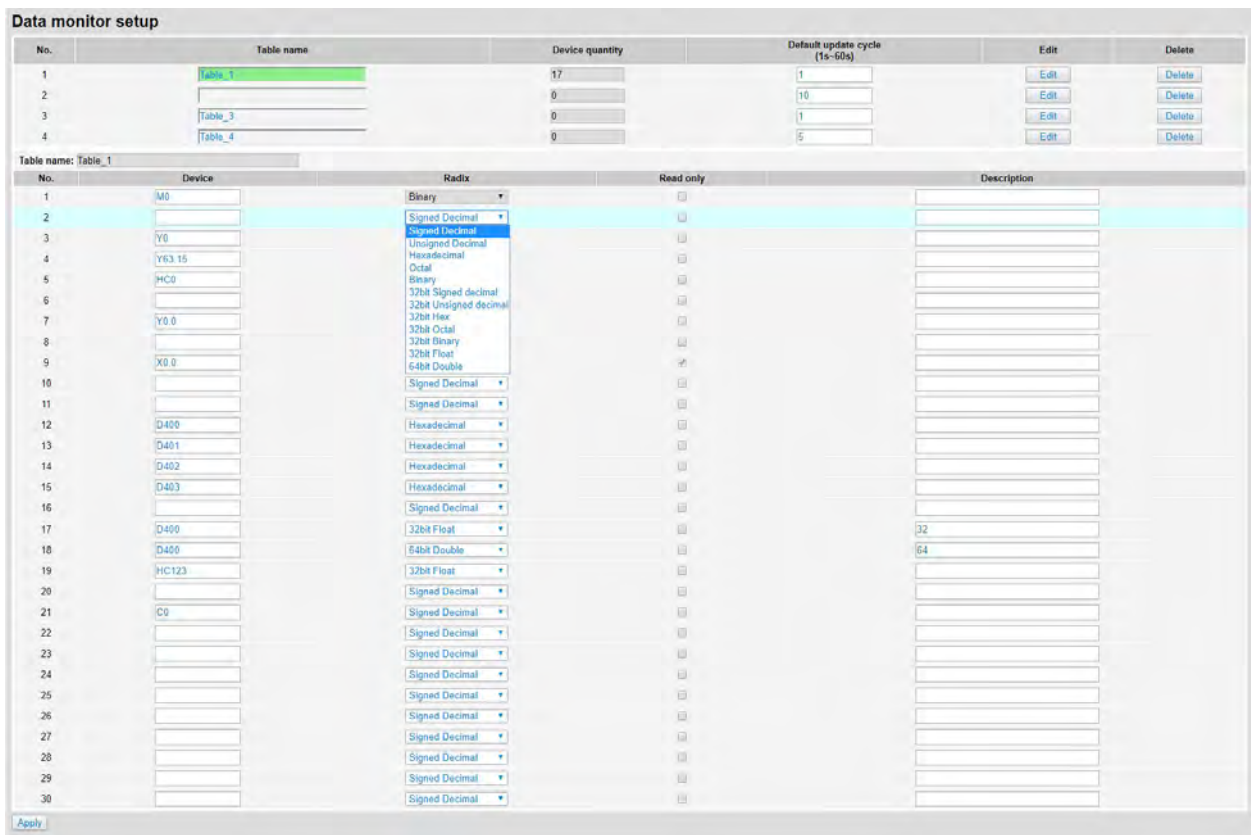 Data monitor setup
No. Table name Device quantity Default update cycle (1s~60s) Edit Delete
1 Table_1 17 1 Edit Delete
2 0 10 Edit Delete
3 Table_3 0 1 Edit Delete
4 Table_4 0 5 Edit Delete
Table name: Table_1
No. Device Radix Read only Description
1 M0 Binary
2 Signed Decimal
Signed Decimal
3 Y0 Unsigned Decimal
4 Y63.15 Hexadecimal
Octal
5 HC0 Binary
32bit Signed decimal
6 32bit Unsigned decimal
7 Y0.0 32bit Hex
32bit Octal
8 32bit Binary
32bit Float
9 X0.0 64bit Double
10 Signed Decimal
11 Signed Decimal
12 D400 Hexadecimal
13 D401 Hexadecimal
14 D402 Hexadecimal
15 D403 Hexadecimal
16 Signed Decimal
17 D400 32bit Float 32
18 D400 64bit Double 64
19 HC123 32bit Float
20 Signed Decimal
21 C0 Signed Decimal
22 Signed Decimal
23 Signed Decimal
24 Signed Decimal
25 Signed Decimal
26 Signed Decimal
27 Signed Decimal
28 Signed Decimal
29 Signed Decimal
30 Signed Decimal
Apply